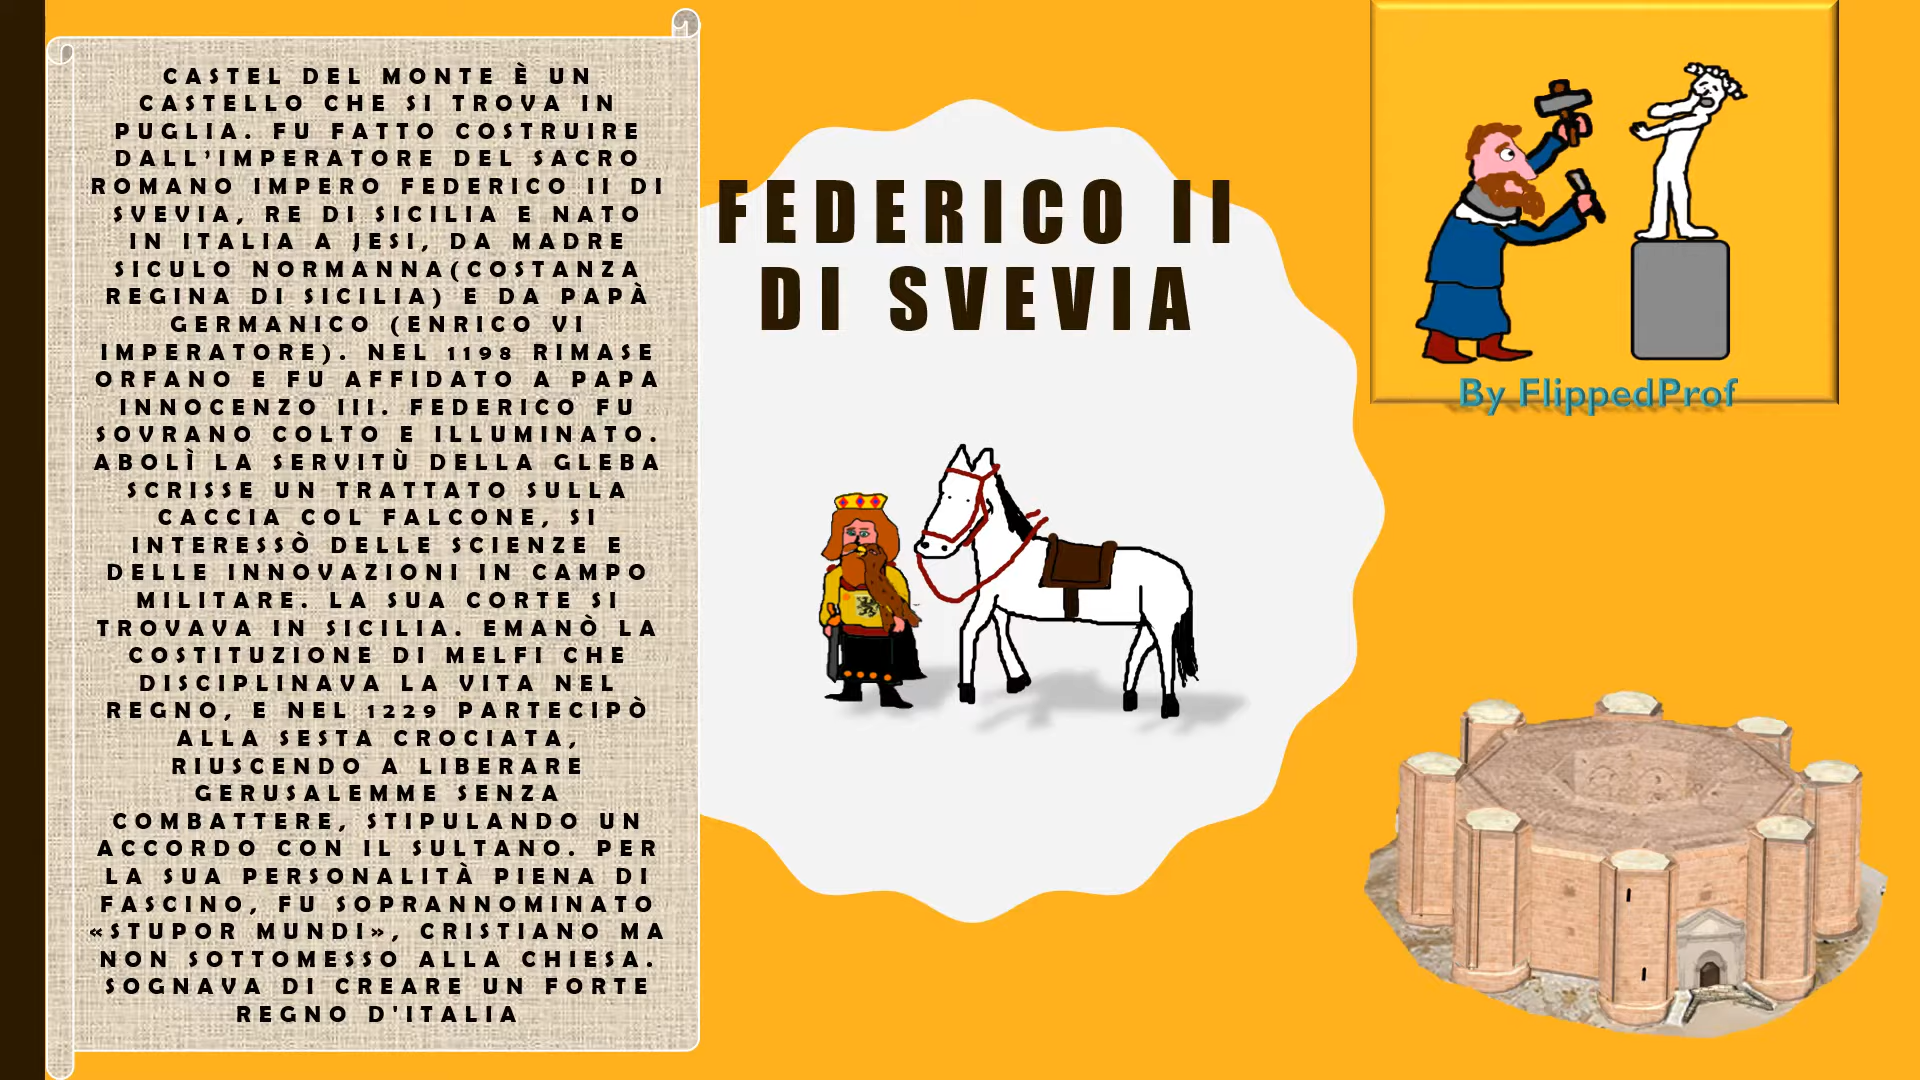 CASTEL DEL MONTE È UN
CASTELLO CHE SI TROVA IN
PUGLIA. FU FATTO COSTRUIRE
DALL'IMPERATORE DEL SACRO
ROMANO IMPERO FEDERICO II DI
SVEVIA, RE DI SICILIA E NATO
IN ITALIA A JESI, DA MADRE
SICULO NORMANNA(COSTANZA
REGINA DI SICILIA) E DA PAPÀ
GERMANICO (ENRICO VI
IMPERATORE). NEL 1198 RIMASE
ORFANO E FU AFFIDATO A PAPA
INNOCENZO III. FEDERICO FU
SOVRANO COLTO E ILLUMINATO.
ABOLÌ LA SERVITÙ DELLA GLEBA
SCRISSE UN TRATTATO SULLA
CACCIA COL FALCONE, SI
INTERESSÒ DELLE SCIENZE E
DELLE INNOVAZIONI IN CAMPO
MILITARE. LA SUA CORTE SI
TROVAVA IN SICILIA. EMANÒ LA
COSTITUZIONE DI MELFI CHE
DISCIPLINAVA LA VITA NEL
REGNO, E NEL 1229 PARTECIPÒ
ALLA SESTA CROCIATA,
RIUSCENDO A LIBERARE
GERUSALEMME SENZA
COMBATTERE, STIPULANDO UN
ACCORDO CON IL SULTANO. PER
LA SUA PERSONALITÀ PIENA DI
FASCINO, FU SOPRANNOMINATO
«STUPOR MUNDI», CRISTIANO MA
NON SOTTOMESSO ALLA CHIESA.
SOGNAVA DI CREARE UN FORTE
REGNO D'ITALIA
FEDERICO II
DI SVEVIA
By FlippedProf